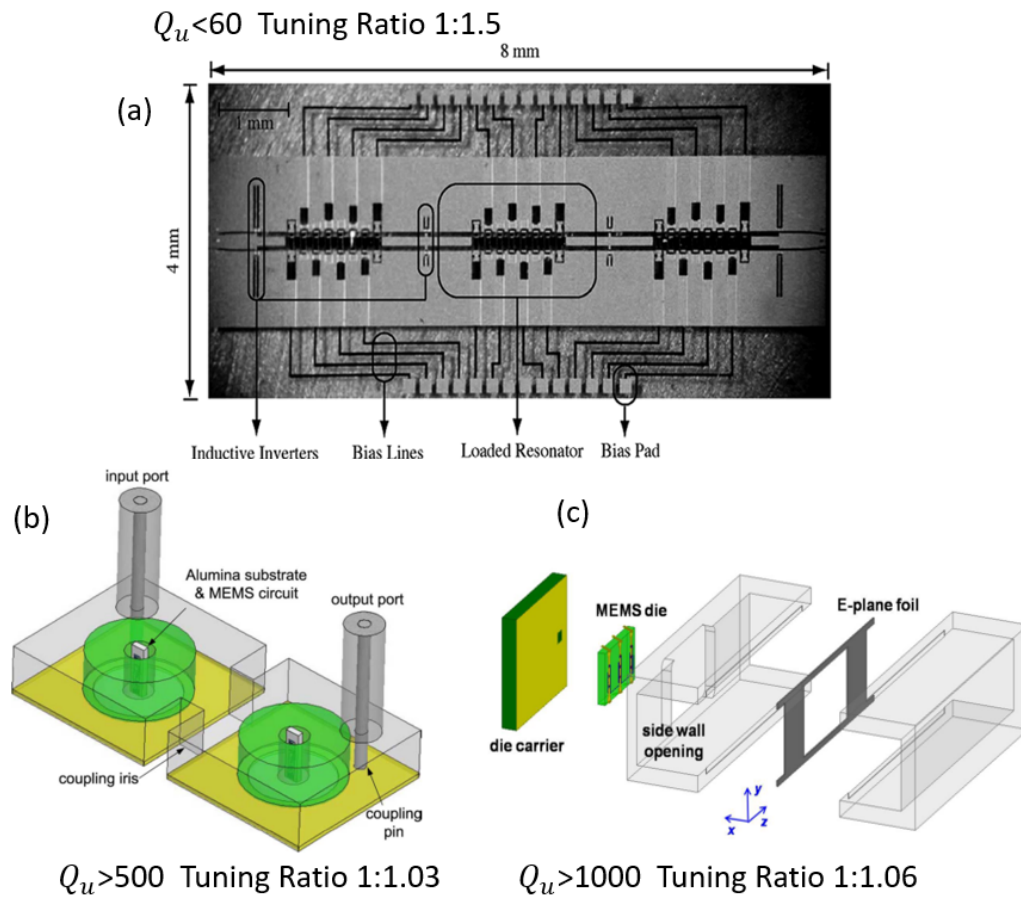 Q_u<60 Tuning Ratio 1:1.5
8 mm
(a)
1 mm
4 mm
Inductive Inverters
Bias Lines
Loaded Resonator
Bias Pad
input port
(b)
Alumina substrate
& MEMS circuit
output port
coupling iris
coupling
pin
(c)
MEMS die
E-plane foil
die carrier
side wall
opening
y
x
z
Q_u>500 Tuning Ratio 1:1.03
Q_u>1000 Tuning Ratio 1:1.06